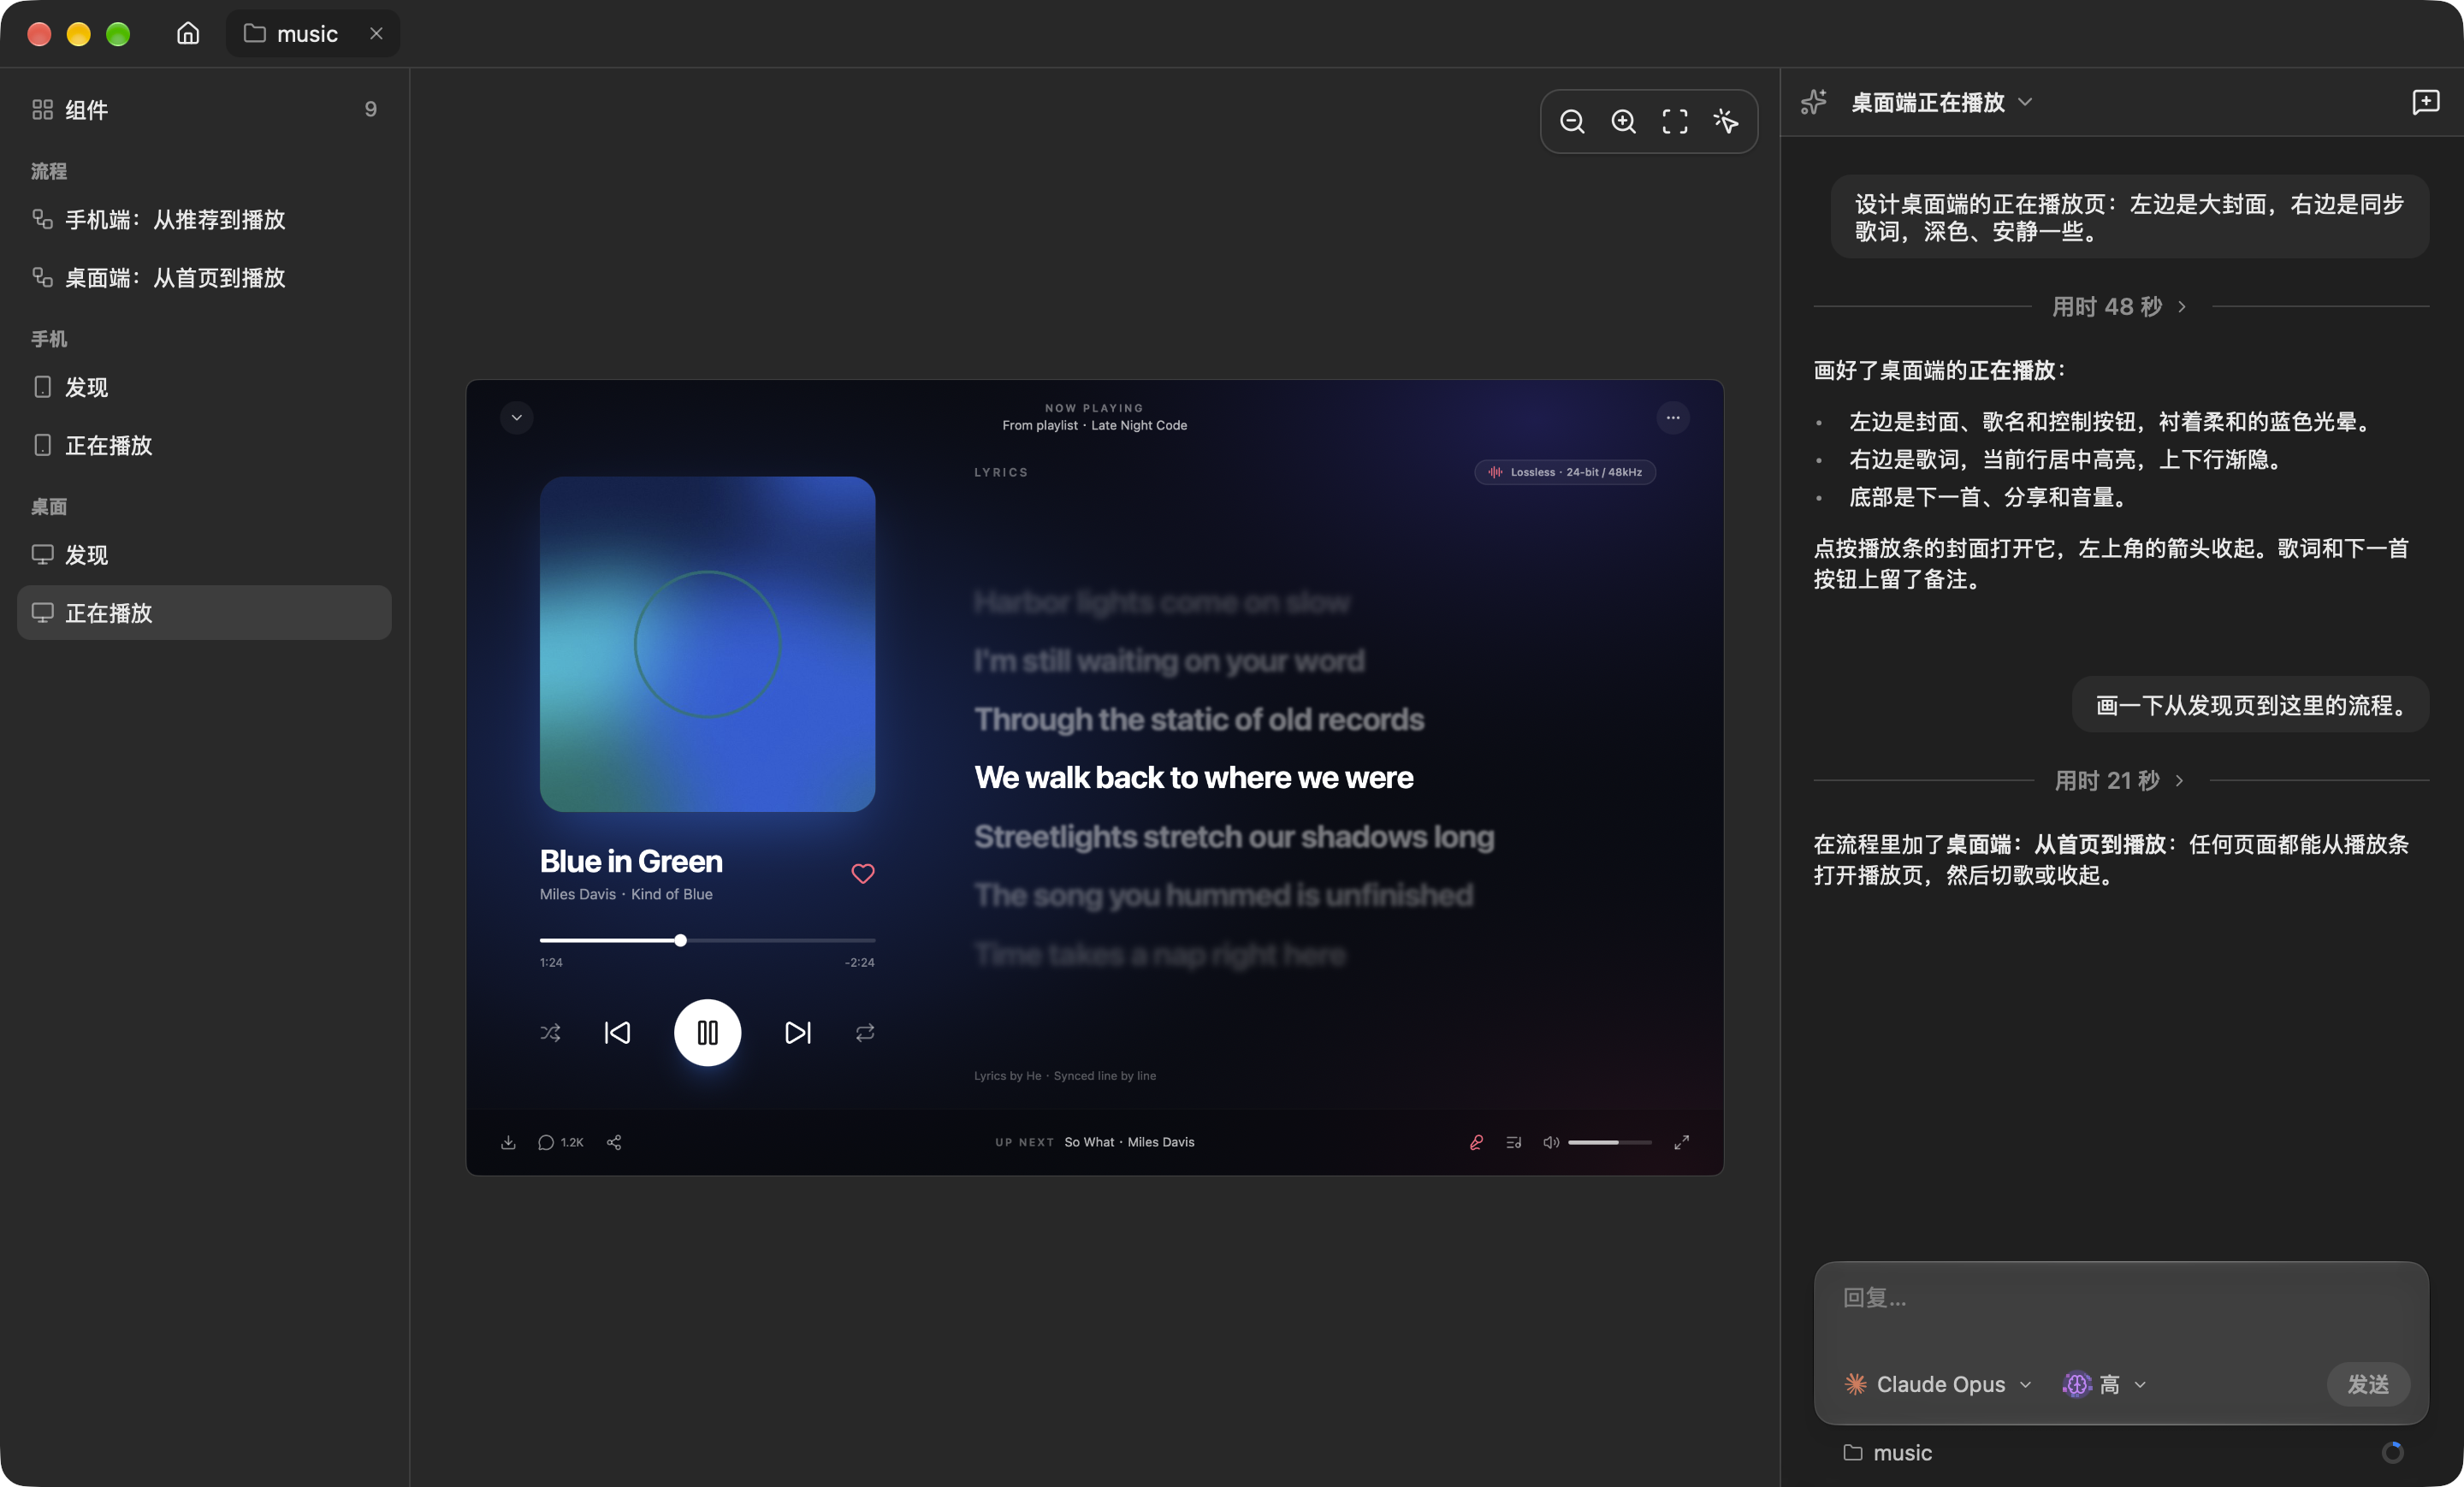 music
组件 9
流程
手机端：从推荐到播放
桌面端：从首页到播放
手机
发现
正在播放
桌面
发现
正在播放
NOW PLAYING
From playlist · Late Night Code
LYRICS
Lossless · 24-bit / 48kHz
Harbor lights come on slow
I'm still waiting on your word
Through the static of old records
We walk back to where we were
Streetlights stretch our shadows long
The song you hummed is unfinished
Time takes a nap right here
Blue in Green
Miles Davis · Kind of Blue
1:24 -2:24
Lyrics by He · Synced line by line
1.2K
UP NEXT So What · Miles Davis
桌面端正在播放
设计桌面端的正在播放页：左边是大封面，右边是同步
歌词，深色、安静一些。
用时 48 秒
画好了桌面端的正在播放：
• 左边是封面、歌名和控制按钮，衬着柔和的蓝色光晕。
• 右边是歌词，当前行居中高亮，上下行渐隐。
• 底部是下一首、分享和音量。
点按播放条的封面打开它，左上角的箭头收起。歌词和下一首
按钮上留了备注。
画一下从发现页到这里的流程。
用时 21 秒
在流程里加了桌面端：从首页到播放：任何页面都能从播放条
打开播放页，然后切歌或收起。
回复...
Claude Opus 高 发送
music